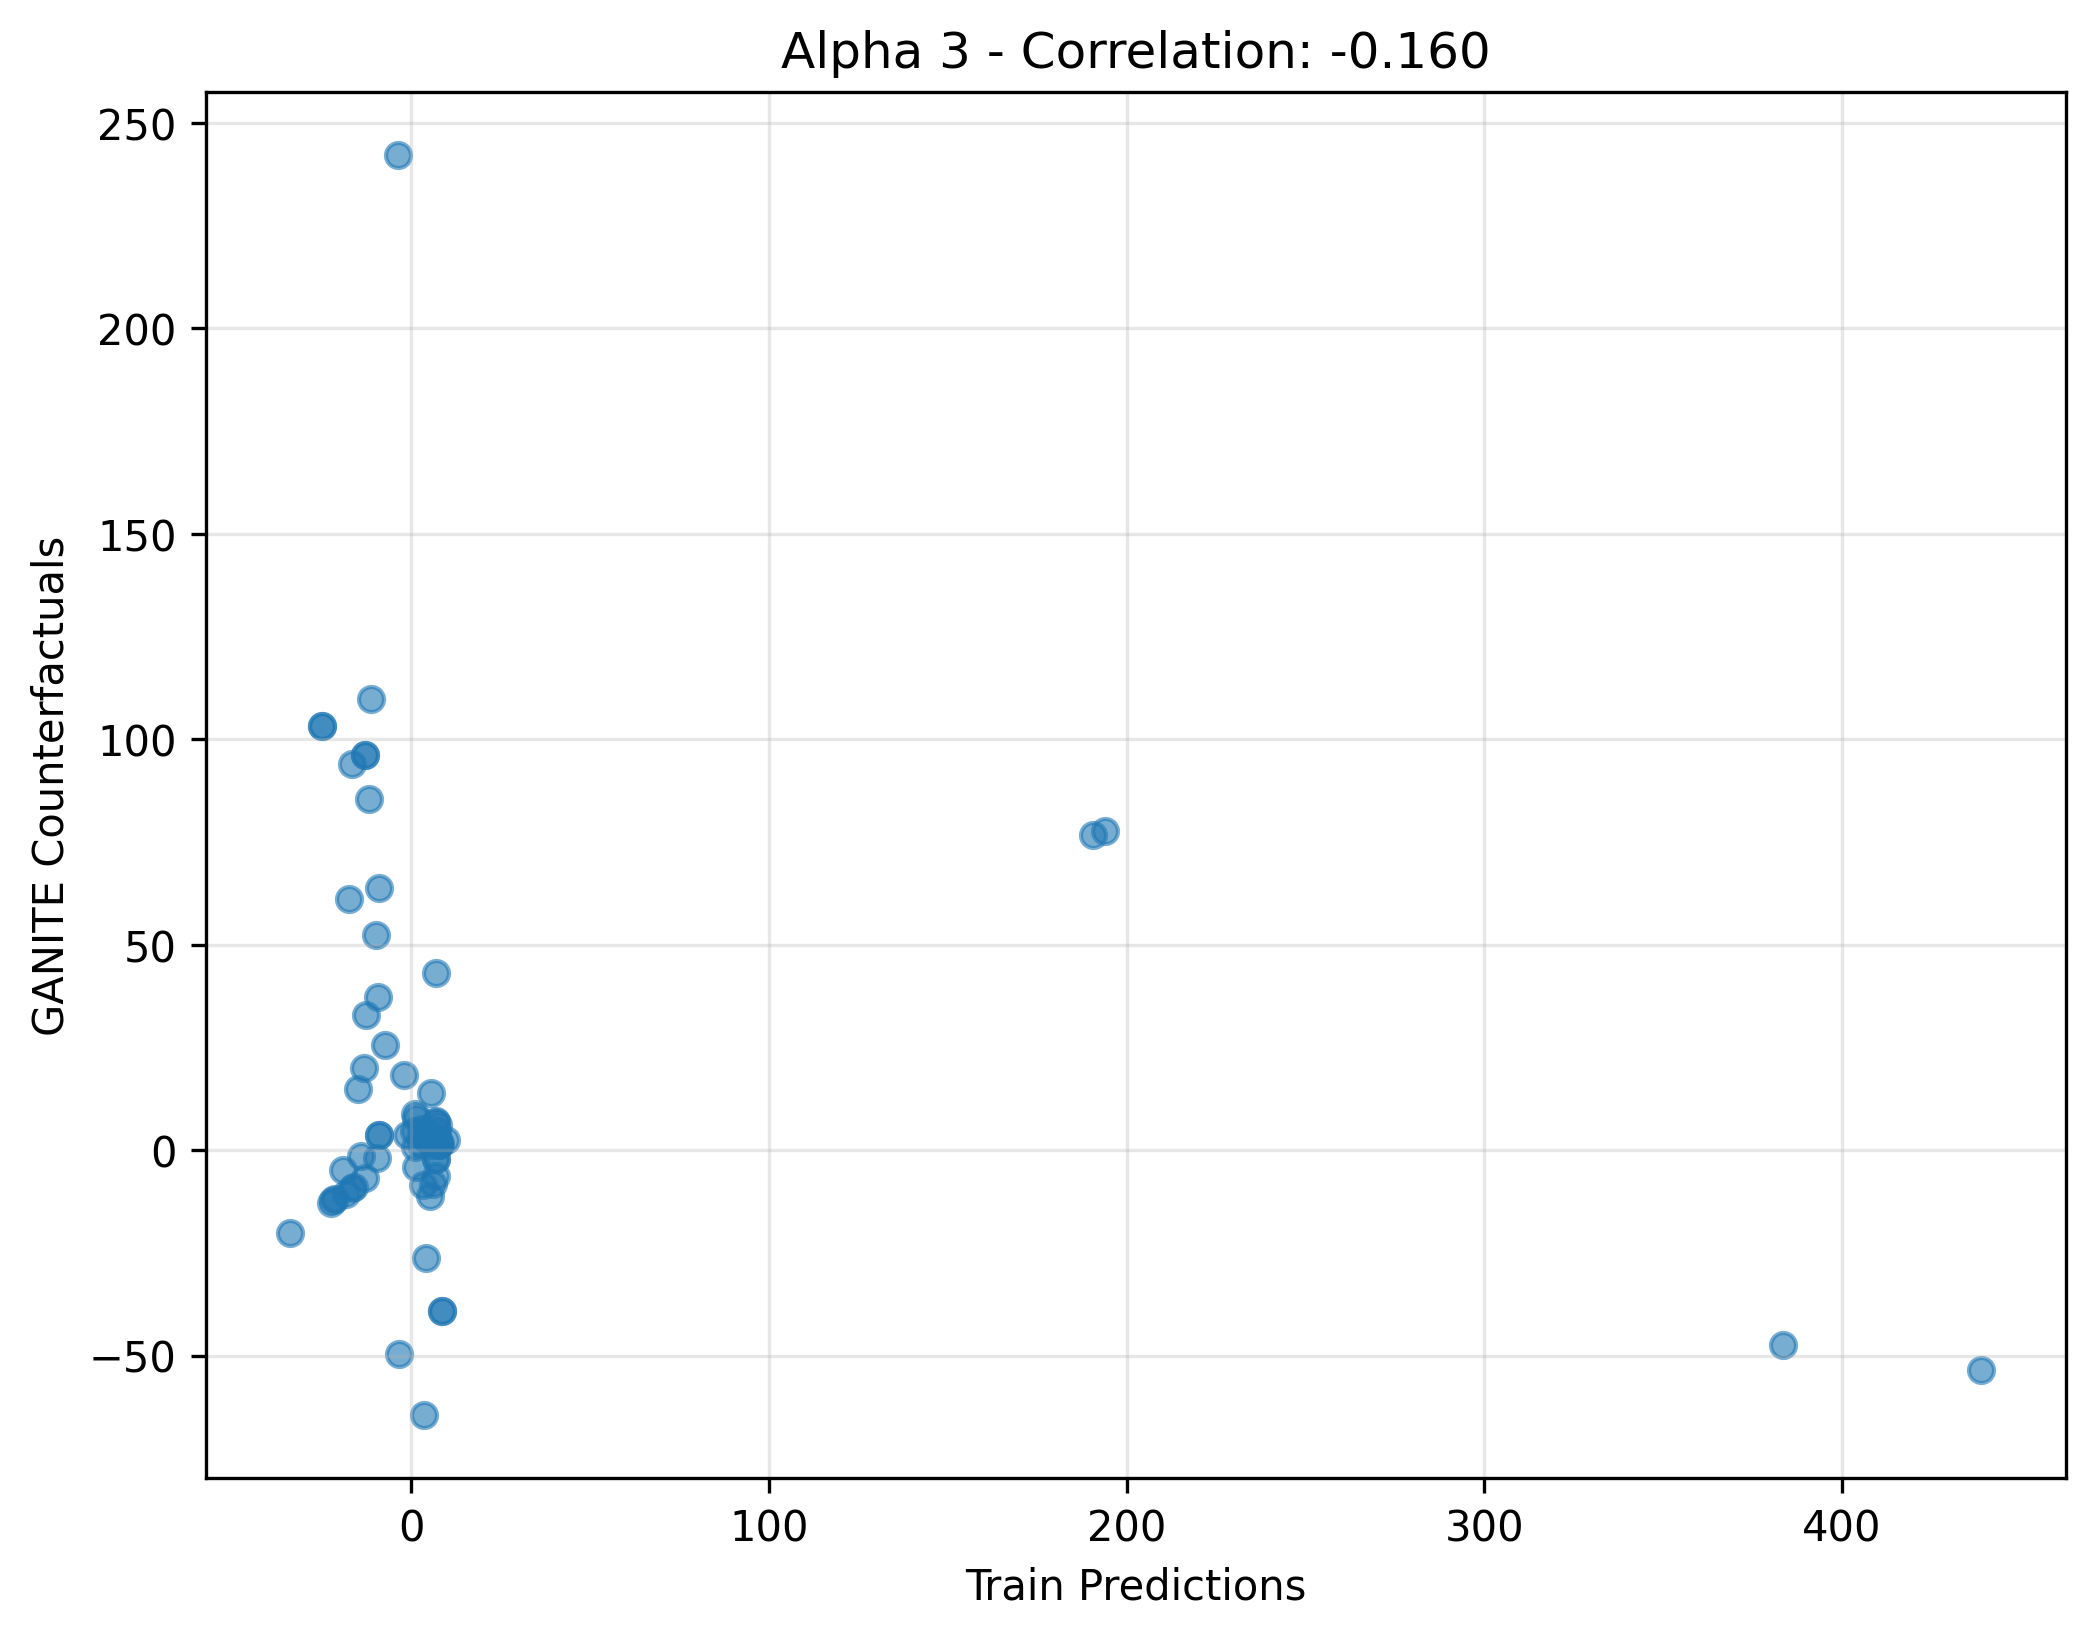 Alpha 3 - Correlation: -0.160
250
200
150
100
50
0
−50
GANITE Counterfactuals
0 100 200 300 400
Train Predictions